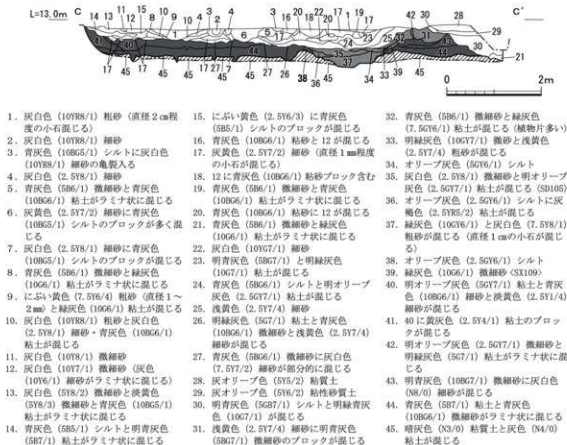 L=13.0m C C'
14 13 11 12 15 10 9 10 4 3 2 4 3 16 20 18 22 1 19 42 30 28
0 2m
1. 灰白色 (10YR8/1) 粗砂 (直径2cm程
度の小石混じる)
2. 灰白色 (10YR8/1) 細砂
3. 青灰色 (10BG5/1) シルトに灰白色
(10YR8/1) 細砂の亀裂入る
4. 灰白色 (2.5Y8/1) 細砂
5. 青灰色 (5B6/1) 微細砂と青灰色
(10BG6/1) 粘土がラミナ状に混じる
6. 灰黄色 (2.5Y7/2) 細砂に青灰色
(10BG5/1) シルトのブロックが多く混
じる
7. 灰白色 (2.5Y8/1) 細砂に青灰色
(10BG5/1) シルトのブロックが混じる
8. 青灰色 (5B6/1) 微細砂と緑灰色
(10G6/1) 粘土がラミナ状に混じる
9. にぶい黄色 (7.5Y6/4) 粗砂 (直径1～
2mm) と緑灰色 (10G6/1) 粘土が混じる
10. 灰白色 (10YR8/1) 粗砂と灰白色
(2.5Y8/1) 細砂・青灰色 (10BG6/1)
粘土が混じる
11. 灰白色 (10Y8/1) 微細砂
12. 灰白色 (10Y7/1) 微細砂 (灰色
(10Y6/1) 細砂がラミナ状に混じる)
13. 灰白色 (5Y8/2) 微細砂と淡黄色
(5Y8/3) 微細砂と青灰色 (10BG5/1)
粘土がラミナ状に混じる
14. 青灰色 (5B5/1) シルトと明青灰色
(5B7/1) 粘土がラミナ状に混じる
15. にぶい黄色 (2.5Y6/3) に青灰色
(5B5/1) シルトのブロックが混じる
16. 青灰色 (10BG6/1) 粘砂と12が混じる
17. 灰黄色 (2.5Y7/2) 細砂 (直径1mm程度
の小石が混じる)
18. 12に青灰色 (10BG6/1) 粘砂ブロック含む
19. 青灰色 (5B6/1) 微細砂と青灰色
(10BG6/1) 粘土がラミナ状に混じる
20. 青灰色 (10BG6/1) 粘砂に12が混じる
21. 青灰色 (5B6/1) 微細砂と緑灰色
(10G6/1) 粘土がラミナ状に混じる
22. 灰白色 (10YG7/1) 細砂
23. 明青灰色 (5BG7/1) と明緑灰色
(10G7/1) 粘土が混じる
24. 青灰色 (5BG6/1) シルトと明オリーブ
灰色 (2.5GY7/1) 粘土が混じる
25. 浅黄色 (2.5Y7/4) 細砂
26. 明緑灰色 (5G7/1) 粘土と青灰色
(10BG6/1) 微細砂と浅黄色 (2.5Y7/4)
細砂が混じる
27. 青灰色 (5BG6/1) 微細砂に灰白色
(7.5Y8/2) 細砂が部分的に混じる
28. 灰オリーブ色 (5Y5/2) 粘質土
29. 灰オリーブ色 (5Y6/2) 粘性砂質土
30. 明青灰色 (5GB7/1) シルトと明緑青灰
色 (10G7/1) が混じる
31. 浅黄色 (2.5Y7/4) 細砂に明青灰色
(5BG7/1) 微細砂のブロックが混じる
32. 青灰色 (5B6/1) 微細砂と緑灰色
(7.5GY6/1) 粘土が混じる (植物片多い)
33. 明緑灰色 (10GY7/1) 微砂と浅黄色
(2.5Y7/4) 粗砂が混じる
34. オリーブ灰色 (5GY6/1) シルト
35. 灰白色 (2.5Y8/1) 微細砂と明オリーブ
灰色 (2.5GY7/1) 粘土が混じる (SD105)
36. オリーブ灰色 (2.5GY6/1) シルトに灰
褐色 (2.5YR5/2) 粘土が混じる
37. 緑灰色 (10GY6/1) と灰白色 (7.5Y8/1)
粗砂が混じる (直径1cmの小石が混じ
る)
38. オリーブ灰色 (2.5GY6/1) シルト
39. 緑灰色 (10G6/1) 微細砂<SX109>
40. 明オリーブ灰色 (5GY7/1) 粘土と青灰
色 (10BG6/1) 細砂と淡黄色 (2.5Y1/4)
細砂が混じる
41. 40に黄灰色 (2.5Y4/1) 粘土のブロッ
クが混じる
42. 明オリーブ灰色 (2.5GY7/1) 微細砂と
明緑灰色 (5G7/1) 粘土がラミナ状に混
じる
43. 明青灰色 (10BG7/1) 微細砂に灰白色
(N8/0) 細砂が混じる
44. 青灰色 (5B7/1) 粘土と青灰色
(10BG6/1) 細砂がラミナ状に混じる
45. 暗灰色 (N3/0) 粘質土と灰色 (N4/0)
粘土が混じる